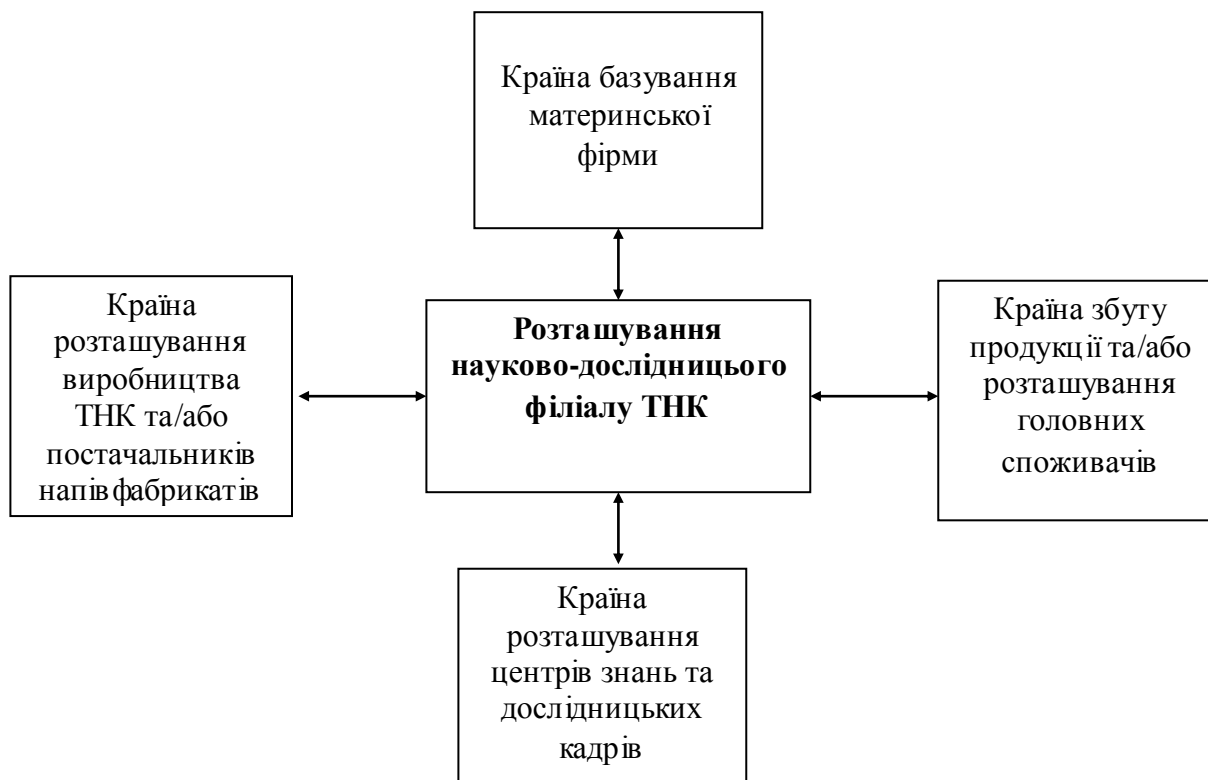 Країна базування
материнської
фірми
Країна
розташування
виробництва
ТНК та/або
постачальників
напівфабрикатів
Розташування
науково-дослідницього
філіалу ТНК
Країна збуту
продукції та/або
розташування
головних
споживачів
Країна
розташування
центрів знань та
дослідницьких
кадрів